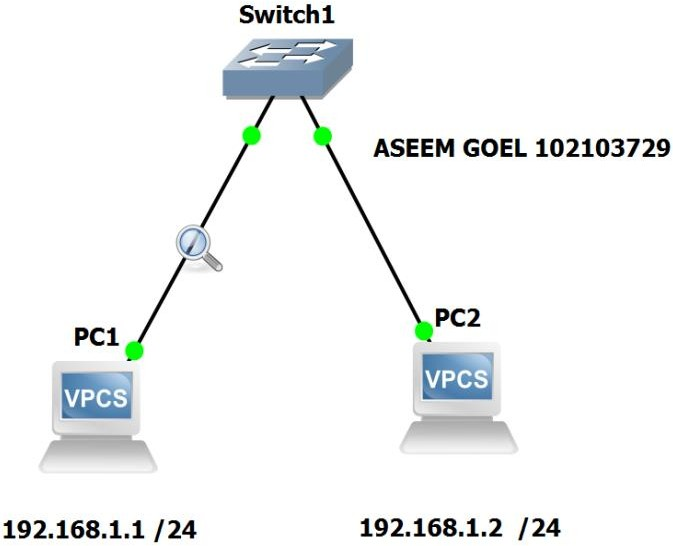 Switch1
ASEEM GOEL 102103729
PC1
PC2
VPCS
VPCS
192.168.1.1 /24
192.168.1.2 /24